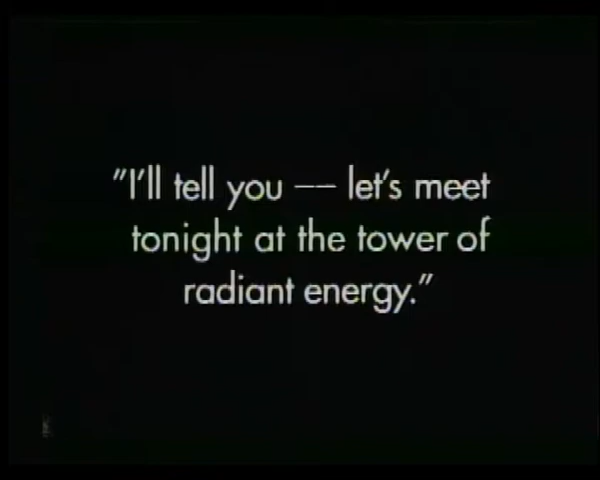 "I'll tell you -- let's meet
tonight at the tower of
radiant energy."